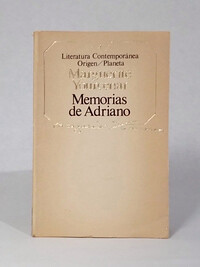 Literatura Contemporánea
Origen/Planeta
Marguerite
Yourcenar
Memorias
de Adriano